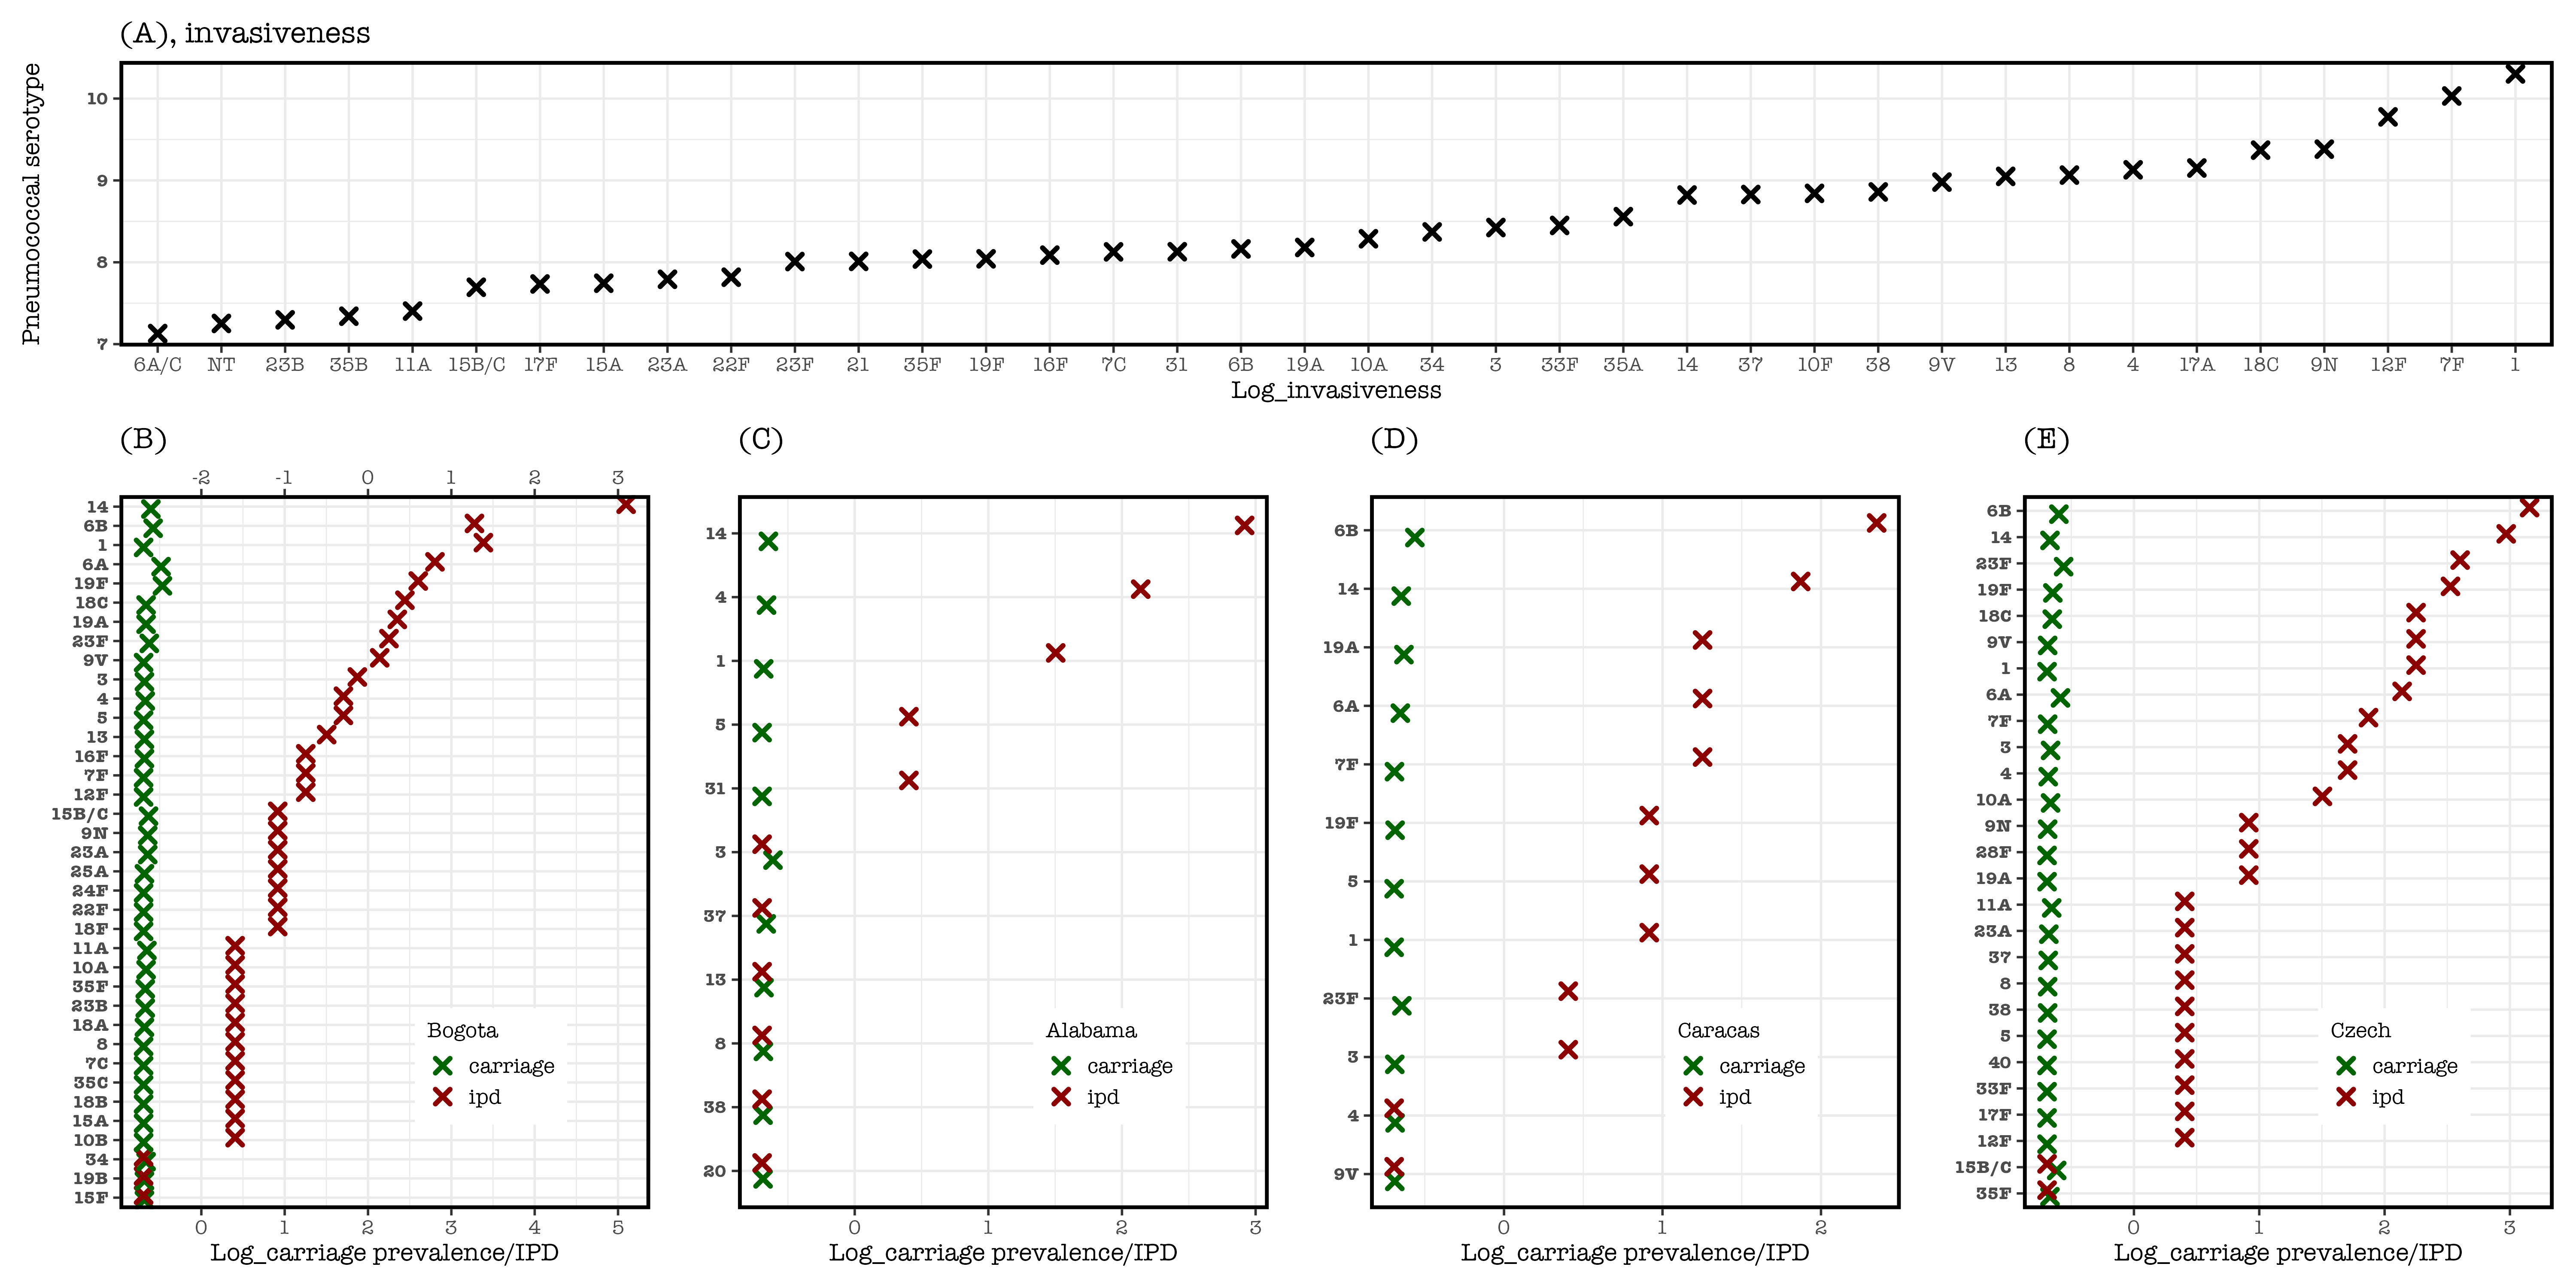 (A), invasiveness
Pneumococcal serotype
10
9
8
7
6A/C NT 23B 35B 11A 15B/C 17F 15A 23A 22F 23F 21 35F 19F 16F 7C 31 6B 19A 10A 34 3 33F 35A 14 37 10F 38 9V 13 8 4 17A 18C 9N 12F 7F 1
Log_invasiveness
(B)
-2 -1 0 1 2 3
14
6B
1
6A
19F
18C
19A
23F
9V
3
4
5
13
16F
7F
12F
15B/C
9N
23A
25A
24F
22F
18F
11A
10A
35F
23B
18A
8
7C
35C
18B
15A
10B
34
19B
15F
Bogota
carriage
ipd
0 1 2 3 4 5
Log_carriage prevalence/IPD
(C)
14
4
1
5
31
3
37
13
8
38
20
Alabama
carriage
ipd
0 1 2 3
Log_carriage prevalence/IPD
(D)
6B
14
19A
6A
7F
19F
5
1
23F
3
4
9V
Caracas
carriage
ipd
0 1 2
Log_carriage prevalence/IPD
(E)
6B
14
23F
19F
18C
9V
1
6A
7F
3
4
10A
9N
28F
19A
11A
23A
37
8
38
5
40
33F
17F
12F
15B/C
35F
Czech
carriage
ipd
0 1 2 3
Log_carriage prevalence/IPD